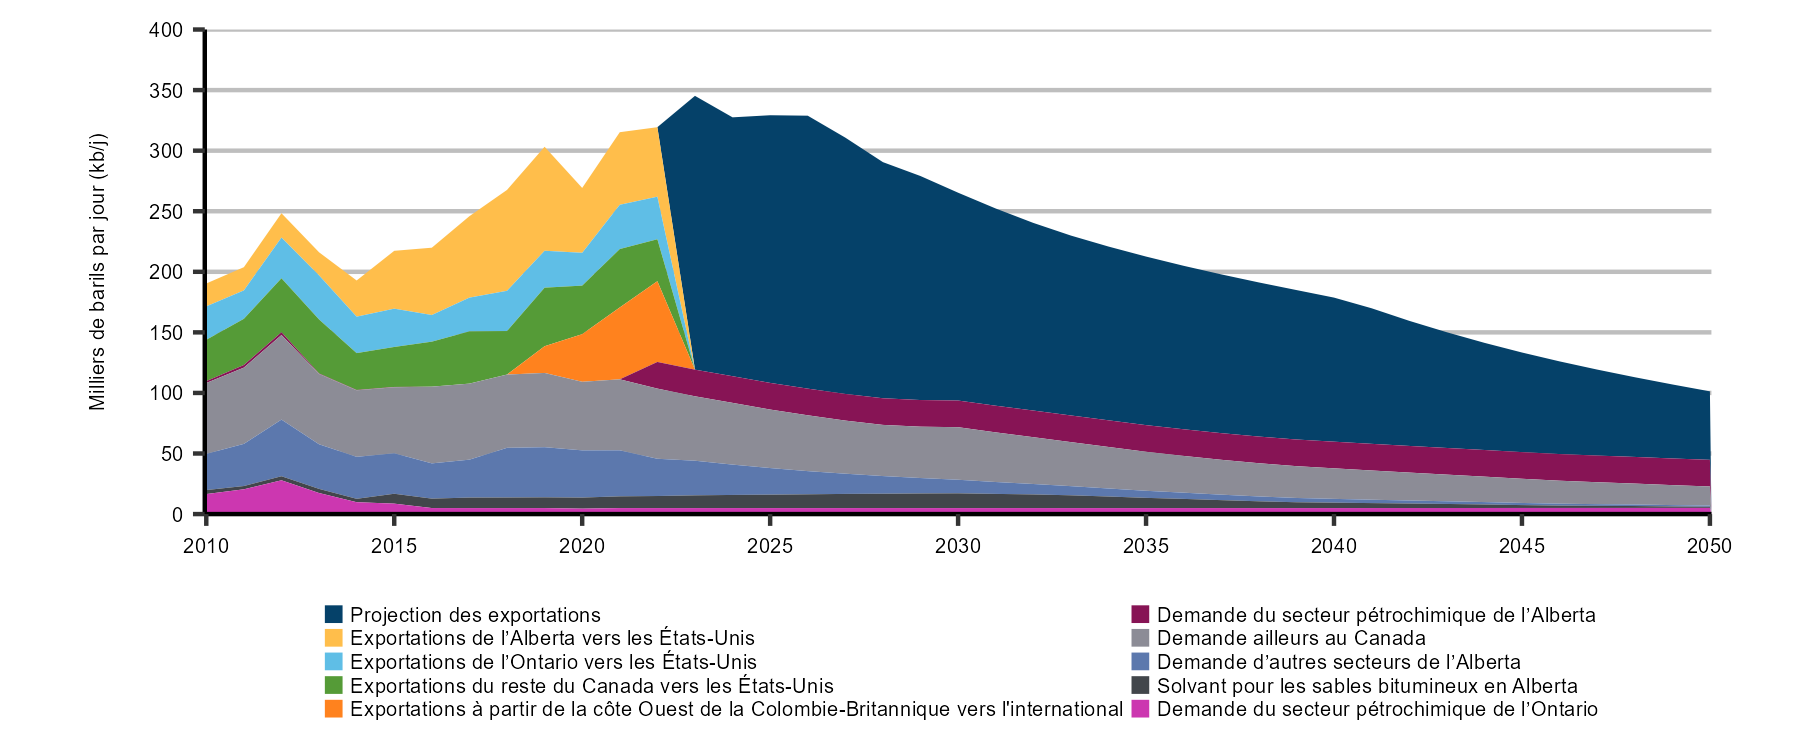 400
350
300
250
200
150
100
50
0
Milliers de barils par jour (kb/j)
2010 2015 2020 2025 2030 2035 2040 2045 2050
Projection des exportations
Exportations de l’Alberta vers les États-Unis
Exportations de l’Ontario vers les États-Unis
Exportations du reste du Canada vers les États-Unis
Exportations à partir de la côte Ouest de la Colombie-Britannique vers l'international
Demande du secteur pétrochimique de l’Alberta
Demande ailleurs au Canada
Demande d’autres secteurs de l’Alberta
Solvant pour les sables bitumineux en Alberta
Demande du secteur pétrochimique de l’Ontario